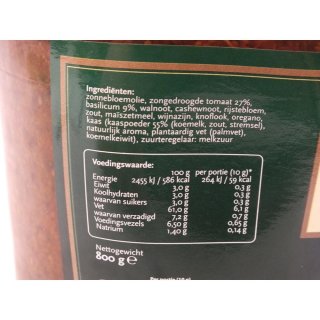 Ingrediënten:
zonnebloemolie, zongedroogde tomaat 27%,
basilicum 9%, walnoot, cashewnoot, rijstebloem,
zout, maïszetmeel, wijnazijn, knoflook, oregano,
kaas (kaaspoeder 55% (koemelk, zout, stremsel),
natuurlijk aroma, plantaardig vet (palmvet),
koemelkeiwit), zuurteregelaar: melkzuur
Voedingswaarde:
100 g per portie (10 g)*
Energie 2455 kJ / 586 kcal 264 kJ / 59 kcal
Eiwit 3,0 g 0,3 g
Koolhydraten 3,0 g 0,3 g
waarvan suikers 3,0 g 0,3 g
Vet 61,0 g 6,1 g
waarvan verzadigd 7,2 g 0,7 g
Voedingsvezels 6,50 g 0,65 g
Natrium 1,40 g 0,14 g
Nettogewicht
800 g e